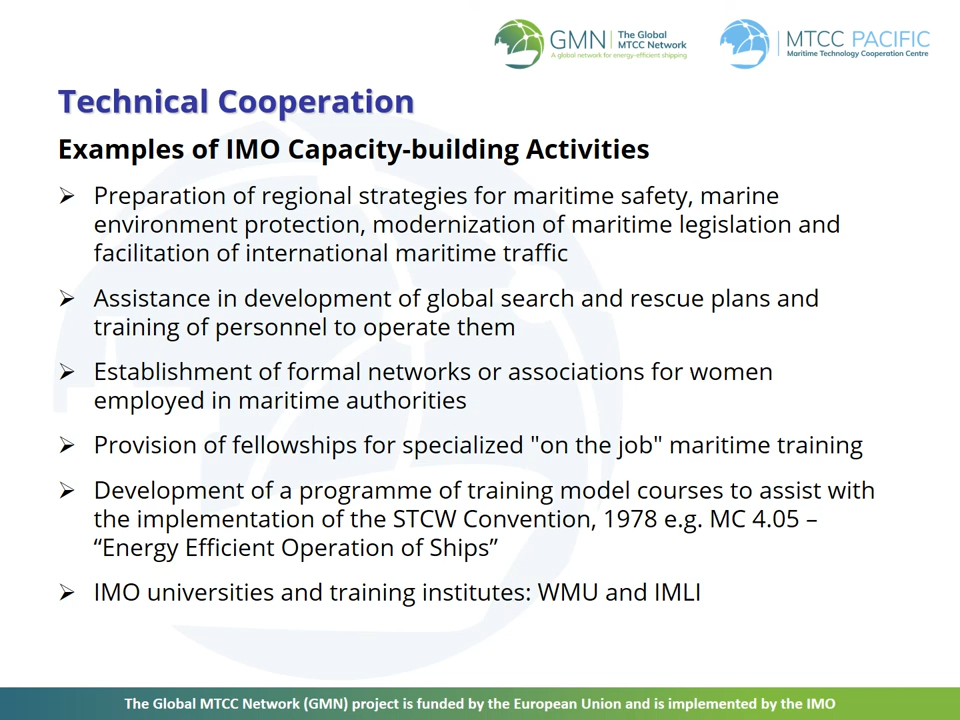 GMN
The Global
MTCC Network
A global network for energy-efficient shipping
MTCC PACIFIC
Maritime Technology Cooperation Centre
Technical Cooperation
Examples of IMO Capacity-building Activities
➢ Preparation of regional strategies for maritime safety, marine
environment protection, modernization of maritime legislation and
facilitation of international maritime traffic
➢ Assistance in development of global search and rescue plans and
training of personnel to operate them
➢ Establishment of formal networks or associations for women
employed in maritime authorities
➢ Provision of fellowships for specialized "on the job" maritime training
➢ Development of a programme of training model courses to assist with
the implementation of the STCW Convention, 1978 e.g. MC 4.05 –
“Energy Efficient Operation of Ships”
➢ IMO universities and training institutes: WMU and IMLI
The Global MTCC Network (GMN) project is funded by the European Union and is implemented by the IMO